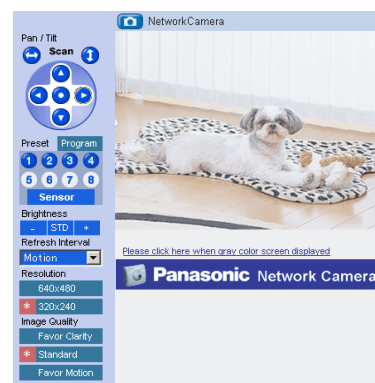 NetworkCamera
Pan / Tilt
Scan
Preset Program
1 2 3 4
5 6 7 8
Sensor
Brightness
- STD +
Refresh Interval
Motion
Resolution
640x480
* 320x240
Image Quality
Favor Clarity
* Standard
Favor Motion
Please click here when gray color screen displayed
Panasonic Network Camera